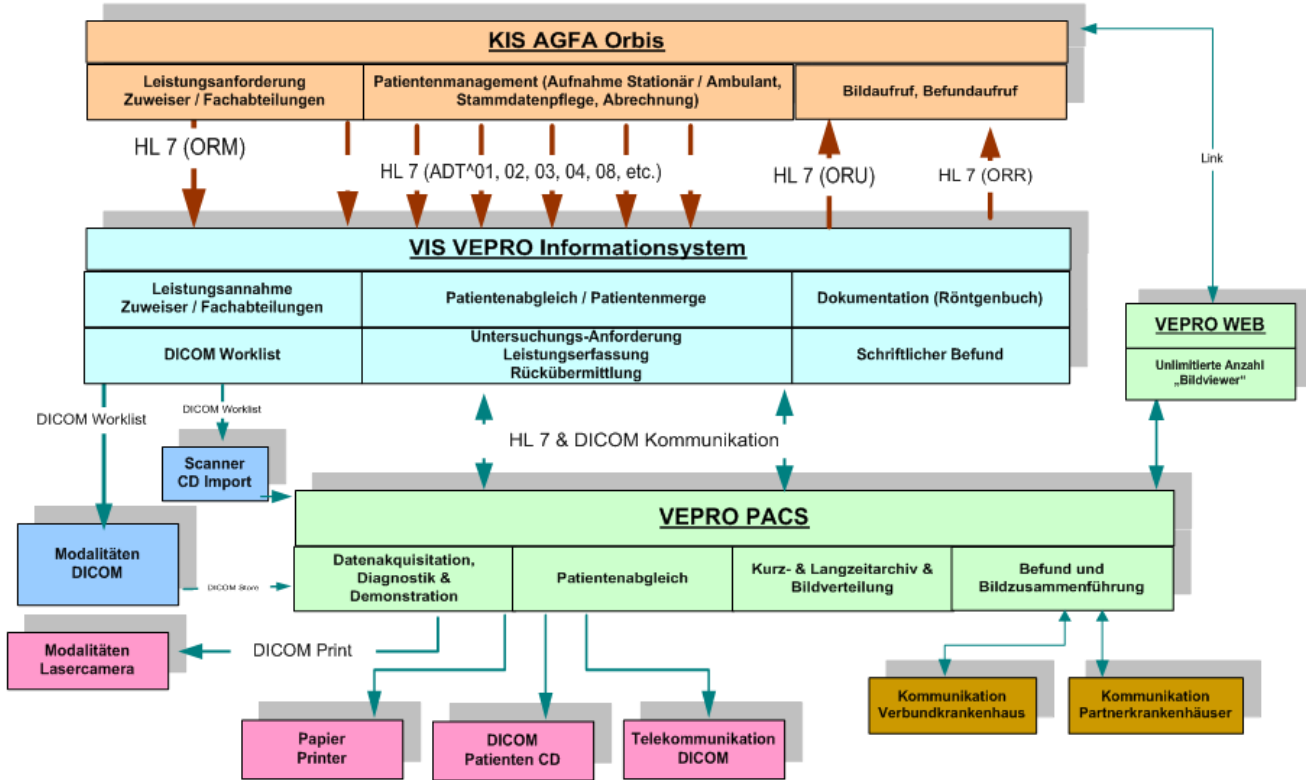 KIS AGFA Orbis
Leistungsanforderung
Zuweiser / Fachabteilungen
Patientenmanagement (Aufnahme Stationär / Ambulant,
Stammdatenpflege, Abrechnung)
Bildaufruf, Befundaufruf
HL 7 (ORM)
HL 7 (ADT^01, 02, 03, 04, 08, etc.)
HL 7 (ORU)
HL 7 (ORR)
Link
VIS VEPRO Informationsystem
Leistungsannahme
Zuweiser / Fachabteilungen
Patientenabgleich / Patientenmerge
Dokumentation (Röntgenbuch)
DICOM Worklist
Untersuchungs-Anforderung
Leistungserfassung
Rückübermittlung
Schriftlicher Befund
VEPRO WEB
Unlimitierte Anzahl
„Bildviewer“
DICOM Worklist
DICOM Worklist
HL 7 & DICOM Kommunikation
Scanner
CD Import
VEPRO PACS
Modalitäten
DICOM
DICOM Store
Datenakquisitation,
Diagnostik &
Demonstration
Patientenabgleich
Kurz- & Langzeitarchiv &
Bildverteilung
Befund und
Bildzusammenführung
Modalitäten
Lasercamera
DICOM Print
Kommunikation
Verbundkrankenhaus
Kommunikation
Partnerkrankenhäuser
Papier
Printer
DICOM
Patienten CD
Telekommunikation
DICOM